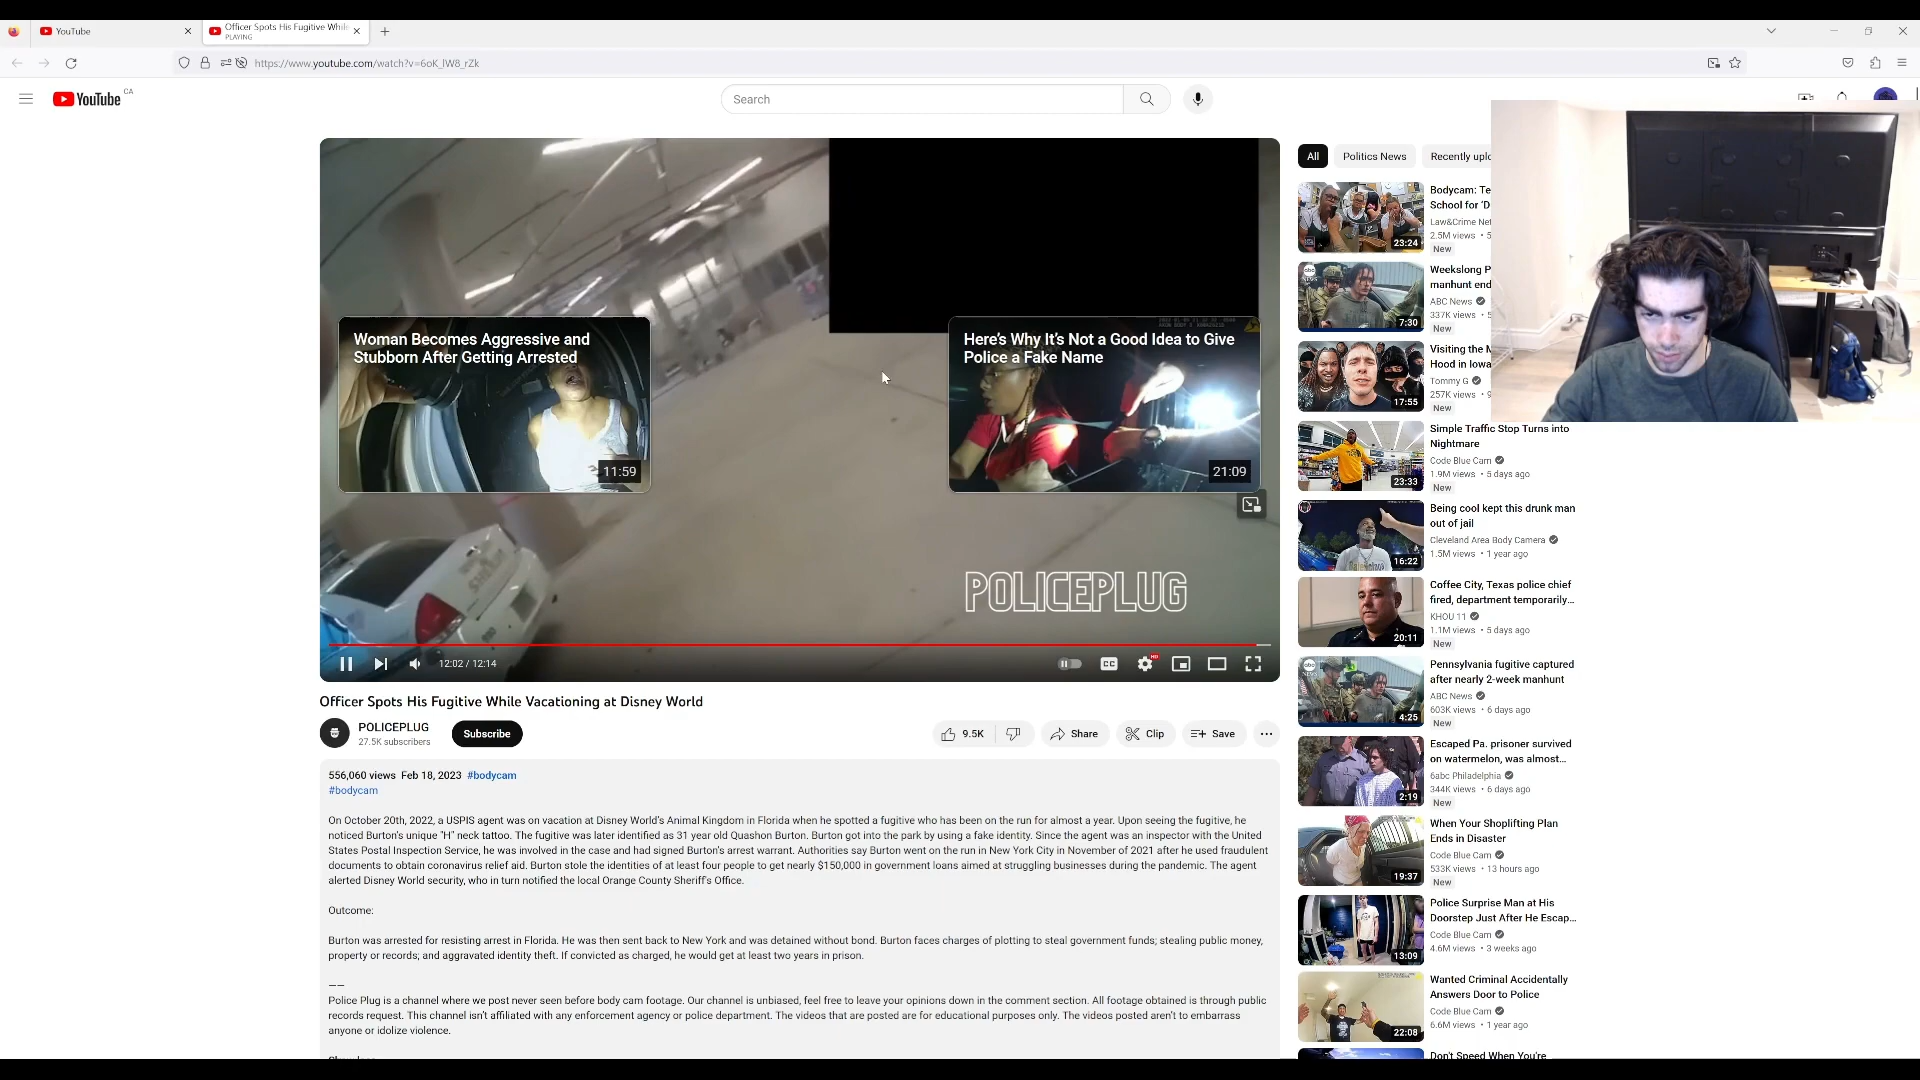 YouTube
Officer Spots His Fugitive Whil
PLAYING
https://www.youtube.com/watch?v=6oK_lW8_rZk
YouTube CA
Search
Woman Becomes Aggressive and
Stubborn After Getting Arrested
11:59
Here's Why It's Not a Good Idea to Give
Police a Fake Name
21:09
POLICEPLUG
12:02 / 12:14
CC
HD
Officer Spots His Fugitive While Vacationing at Disney World
POLICEPLUG
27.5K subscribers
Subscribe
9.5K
Share
Clip
Save
556,060 views Feb 18, 2023 #bodycam
#bodycam
On October 20th, 2022, a USPIS agent was on vacation at Disney World's Animal Kingdom in Florida when he spotted a fugitive who has been on the run for almost a year. Upon seeing the fugitive, he
noticed Burton's unique "H" neck tattoo. The fugitive was later identified as 31 year old Quashon Burton. Burton got into the park by using a fake identity. Since the agent was an inspector with the United
States Postal Inspection Service, he was involved in the case and had signed Burton's arrest warrant. Authorities say Burton went on the run in New York City in November of 2021 after he used fraudulent
documents to obtain coronavirus relief aid. Burton stole the identities of at least four people to get nearly $150,000 in government loans aimed at struggling businesses during the pandemic. The agent
alerted Disney World security, who in turn notified the local Orange County Sheriff's Office.
Outcome:
Burton was arrested for resisting arrest in Florida. He was then sent back to New York and was detained without bond. Burton faces charges of plotting to steal government funds; stealing public money,
property or records; and aggravated identity theft. If convicted as charged, he would get at least two years in prison.
——
Police Plug is a channel where we post never seen before body cam footage. Our channel is unbiased, feel free to leave your opinions down in the comment section. All footage obtained is through public
records request. This channel isn't affiliated with any enforcement agency or police department. The videos that are posted are for educational purposes only. The videos posted aren't to embarrass
anyone or idolize violence.
All
Politics News
Recently uplo
Bodycam: Te
School for 'D
Law&Crime Net
2.5M views • 5
New
23:24
Weekslong P
manhunt end
ABC News
337K views • 5
New
7:30
Visiting the M
Hood in Iowa
Tommy G
257K views • 9
New
17:55
Simple Traffic Stop Turns into
Nightmare
Code Blue Cam
1.9M views • 5 days ago
New
23:33
Being cool kept this drunk man
out of jail
Cleveland Area Body Camera
1.5M views • 1 year ago
16:22
Coffee City, Texas police chief
fired, department temporarily...
KHOU 11
1.1M views • 5 days ago
New
20:11
Pennsylvania fugitive captured
after nearly 2-week manhunt
ABC News
603K views • 6 days ago
New
4:25
Escaped Pa. prisoner survived
on watermelon, was almost...
6abc Philadelphia
344K views • 6 days ago
New
2:19
When Your Shoplifting Plan
Ends in Disaster
Code Blue Cam
533K views • 13 hours ago
New
19:37
Police Surprise Man at His
Doorstep Just After He Escap...
Code Blue Cam
4.6M views • 3 weeks ago
13:09
Wanted Criminal Accidentally
Answers Door to Police
Code Blue Cam
6.6M views • 1 year ago
22:08
Don't Speed When You're